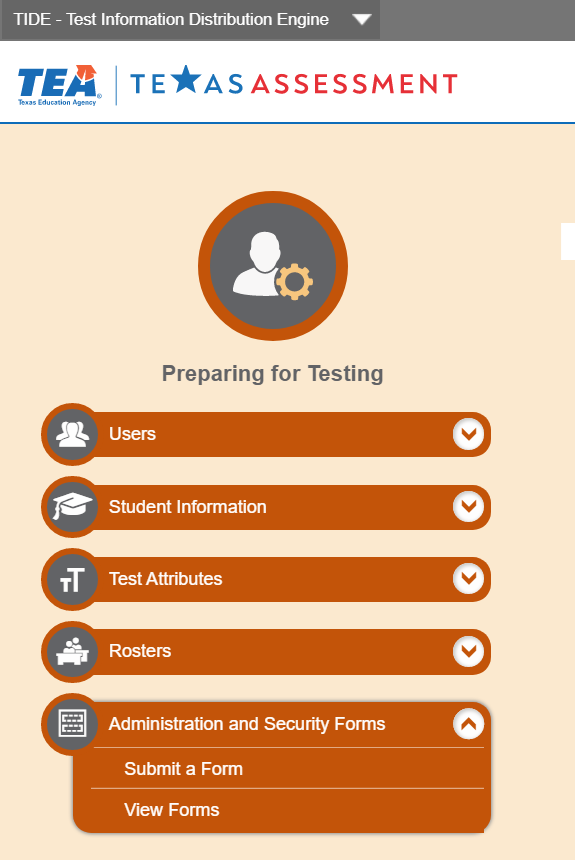 TIDE - Test Information Distribution Engine
TEA
Texas Education Agency
TEXAS ASSESSMENT
Preparing for Testing
Users
Student Information
Test Attributes
TT
Rosters
Administration and Security Forms
Submit a Form
View Forms